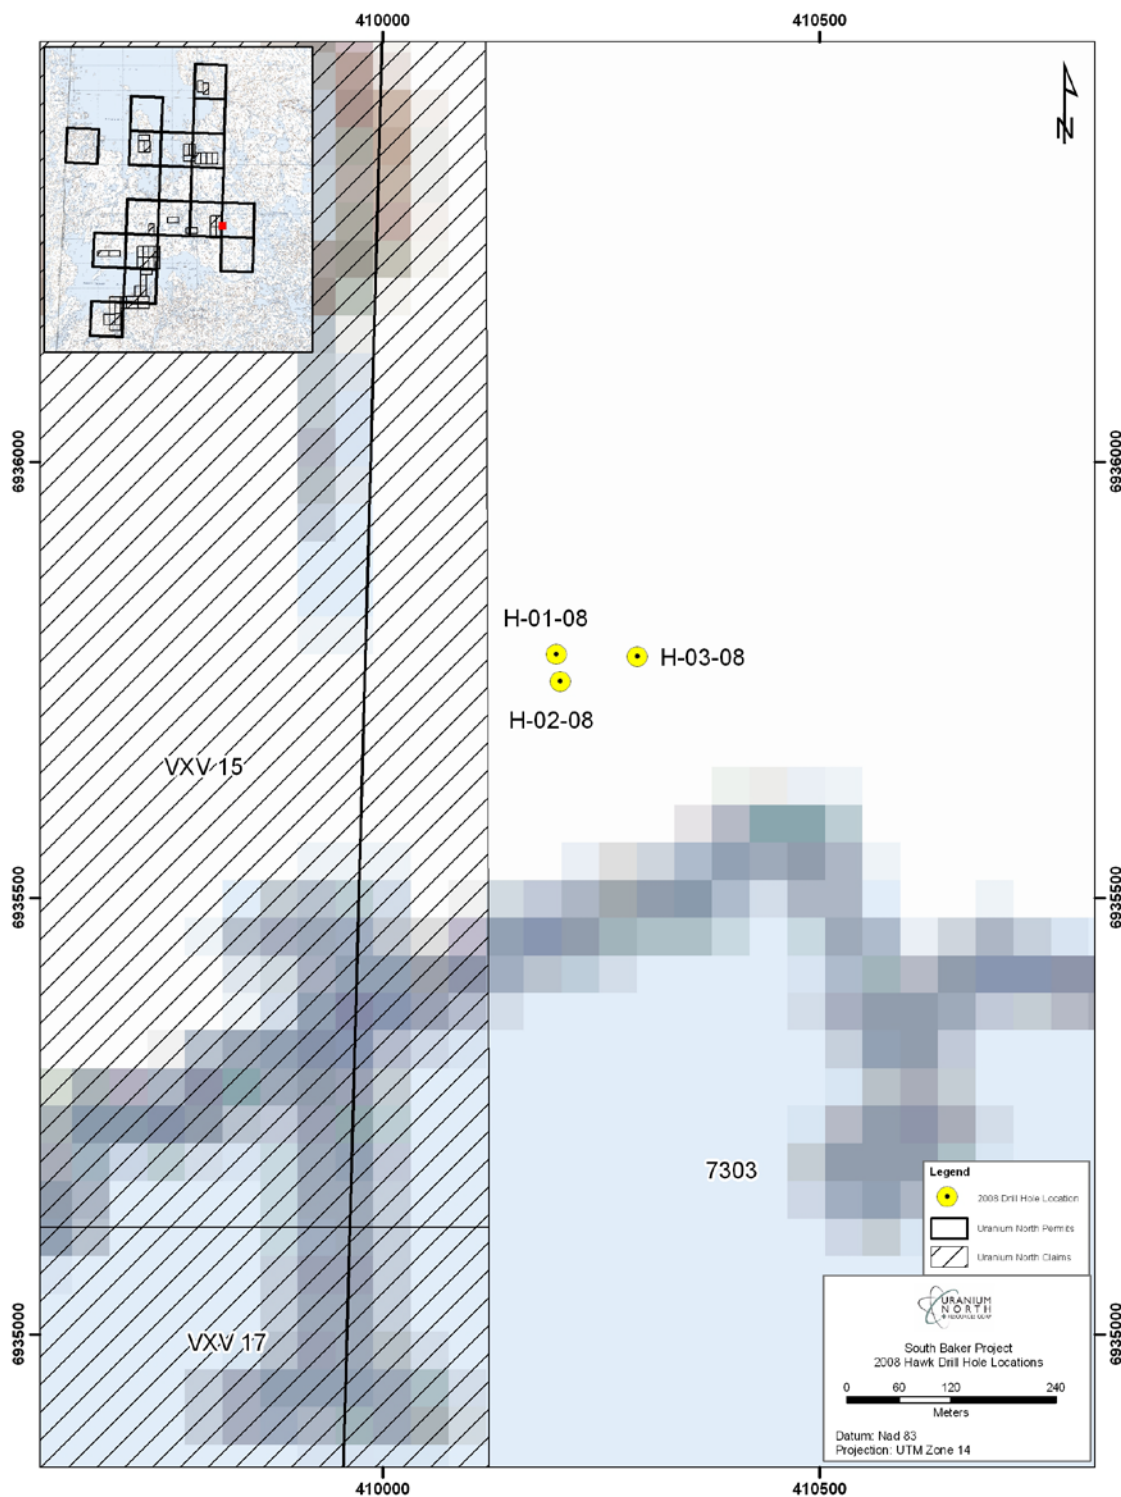 410000
410500
N
6936000
6936000
H-01-08
H-03-08
H-02-08
VXV 15
6935500
6935500
7303
Legend
2008 Drill Hole Location
Uranium North Permits
Uranium North Claims
URANIUM
NORTH
RESOURCES CORP
South Baker Project
2008 Hawk Drill Hole Locations
0 60 120 240
Meters
Datum: Nad 83
Projection: UTM Zone 14
VXV 17
6935000
6935000
410000
410500